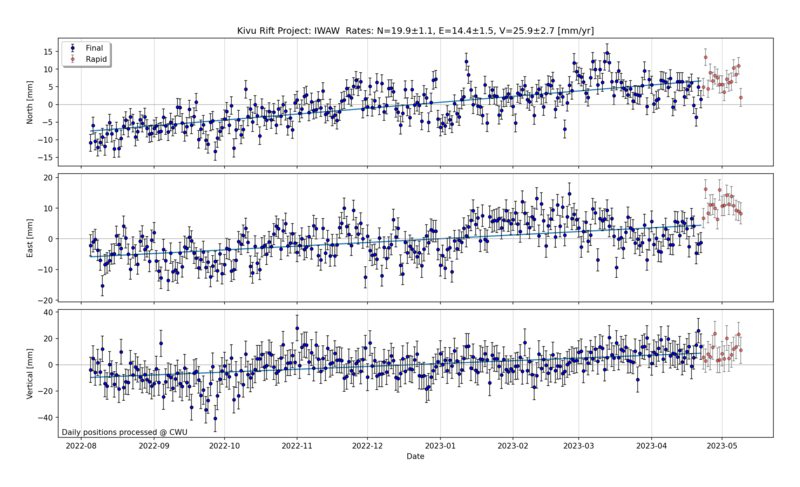 Kivu Rift Project: IWAW  Rates: N=19.9±1.1, E=14.4±1.5, V=25.9±2.7 [mm/yr]
Final
Rapid
North [mm]
15
10
5
0
−5
−10
−15
East [mm]
20
10
0
−10
−20
Vertical [mm]
40
20
0
−20
−40
Daily positions processed @ CWU
2022-08 2022-09 2022-10 2022-11 2022-12 2023-01 2023-02 2023-03 2023-04 2023-05
Date